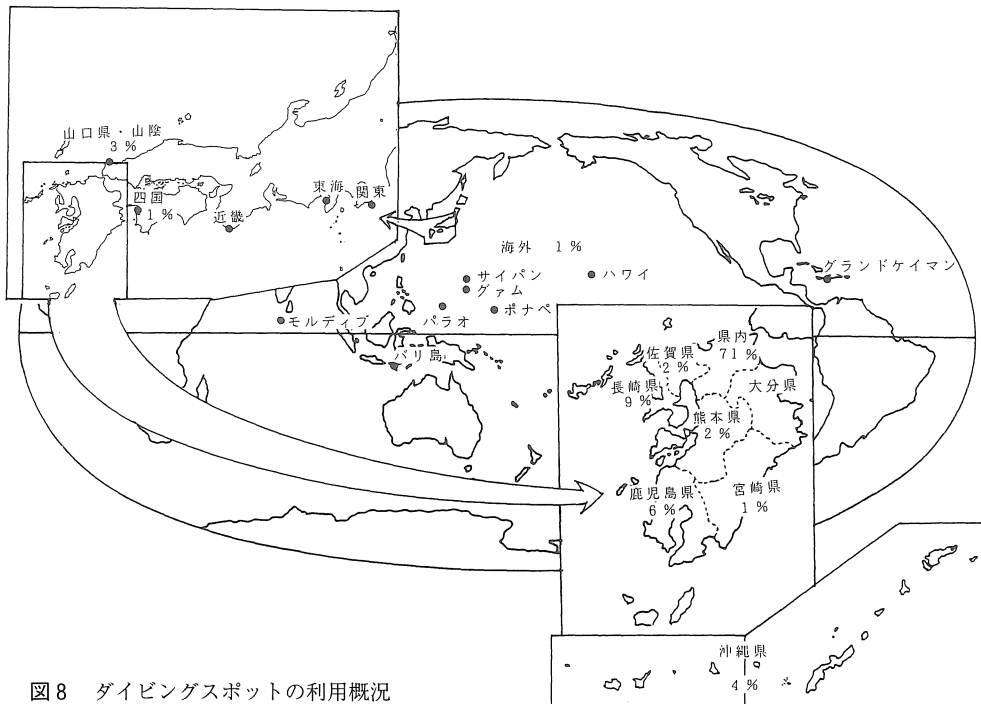 山口県・山陰
3%
四国
1%
近畿
東海
関東
海外 1%
サイパン
グァム
ハワイ
グランドケイマン
モルディブ
パラオ
ポナペ
バリ島
県内
71%
佐賀県
2%
大分県
長崎県
9%
熊本県
2%
鹿児島県
6%
宮崎県
1%
沖縄県
4%
図8 ダイビングスポットの利用概況